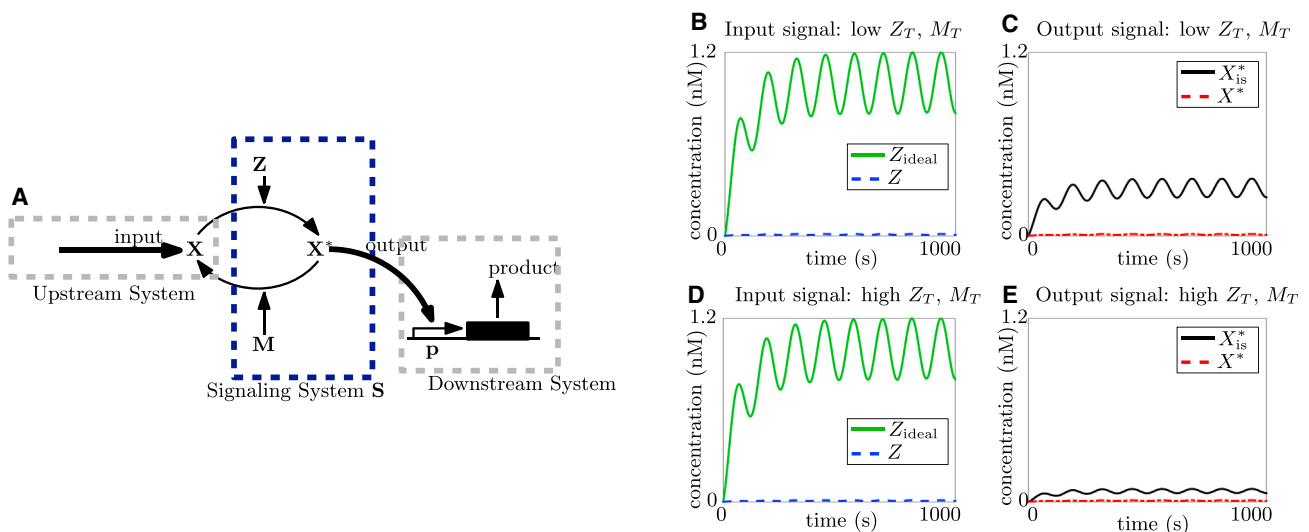 A
Z
input
X
X*
output
Upstream System
product
M
p
Signaling System S
Downstream System
B
Input signal: low Z_T, M_T
concentration (nM)
1.2
0
Z_ideal
Z
1000
time (s)
C
Output signal: low Z_T, M_T
concentration (nM)
1.2
0
X*_is
X*
0
1000
time (s)
D
Input signal: high Z_T, M_T
concentration (nM)
1.2
0
Z_ideal
Z
0
1000
time (s)
E
Output signal: high Z_T, M_T
concentration (nM)
1.2
0
X*_is
X*
0
1000
time (s)